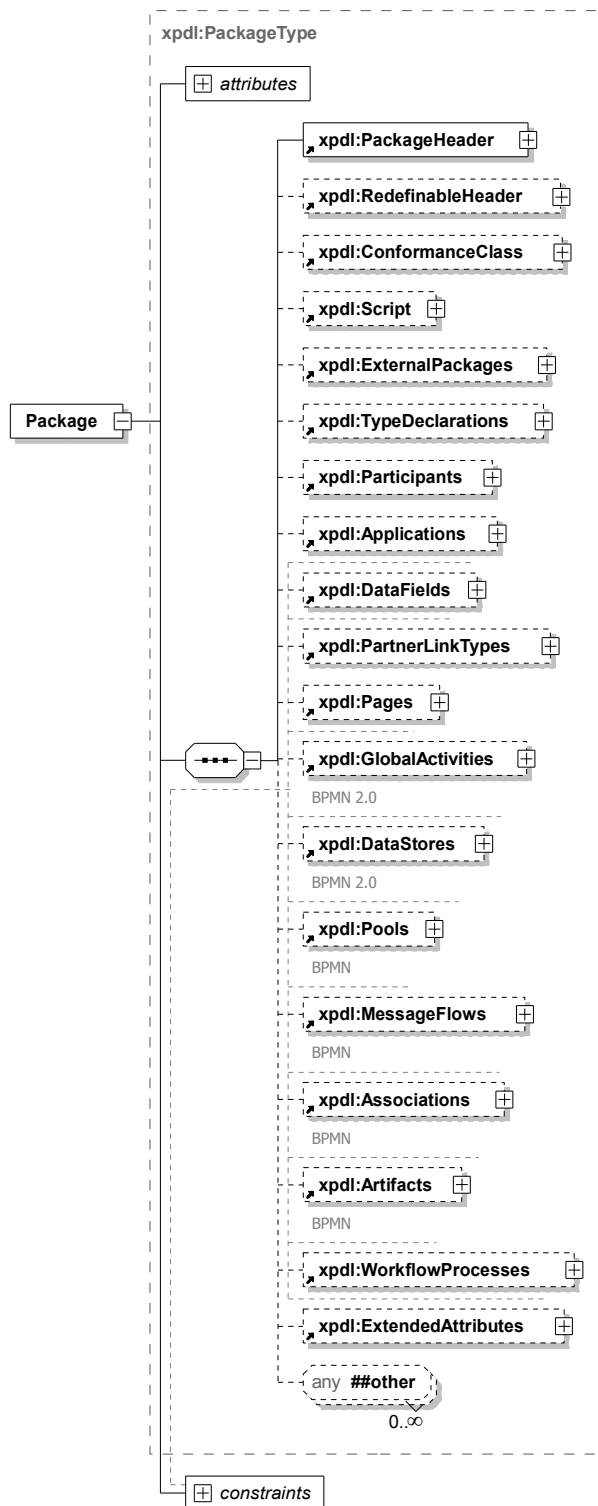 xpdl:PackageType
attributes
xpdl:PackageHeader
xpdl:RedefinableHeader
xpdl:ConformanceClass
xpdl:Script
xpdl:ExternalPackages
Package
xpdl:TypeDeclarations
xpdl:Participants
xpdl:Applications
xpdl:DataFields
xpdl:PartnerLinkTypes
xpdl:Pages
xpdl:GlobalActivities
BPMN 2.0
xpdl:DataStores
BPMN 2.0
xpdl:Pools
BPMN
xpdl:MessageFlows
BPMN
xpdl:Associations
BPMN
xpdl:Artifacts
BPMN
xpdl:WorkflowProcesses
xpdl:ExtendedAttributes
any ##other
0..∞
constraints